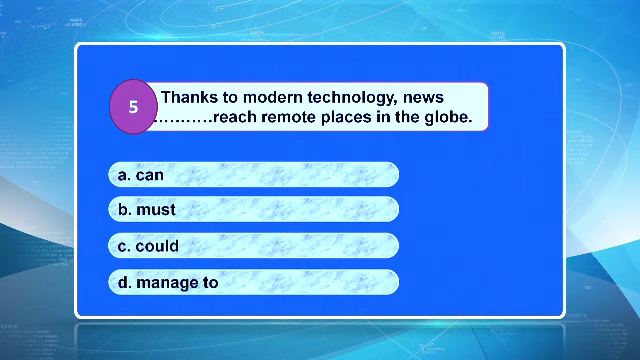 5
Thanks to modern technology, news
…………reach remote places in the globe.
a. can
b. must
c. could
d. manage to